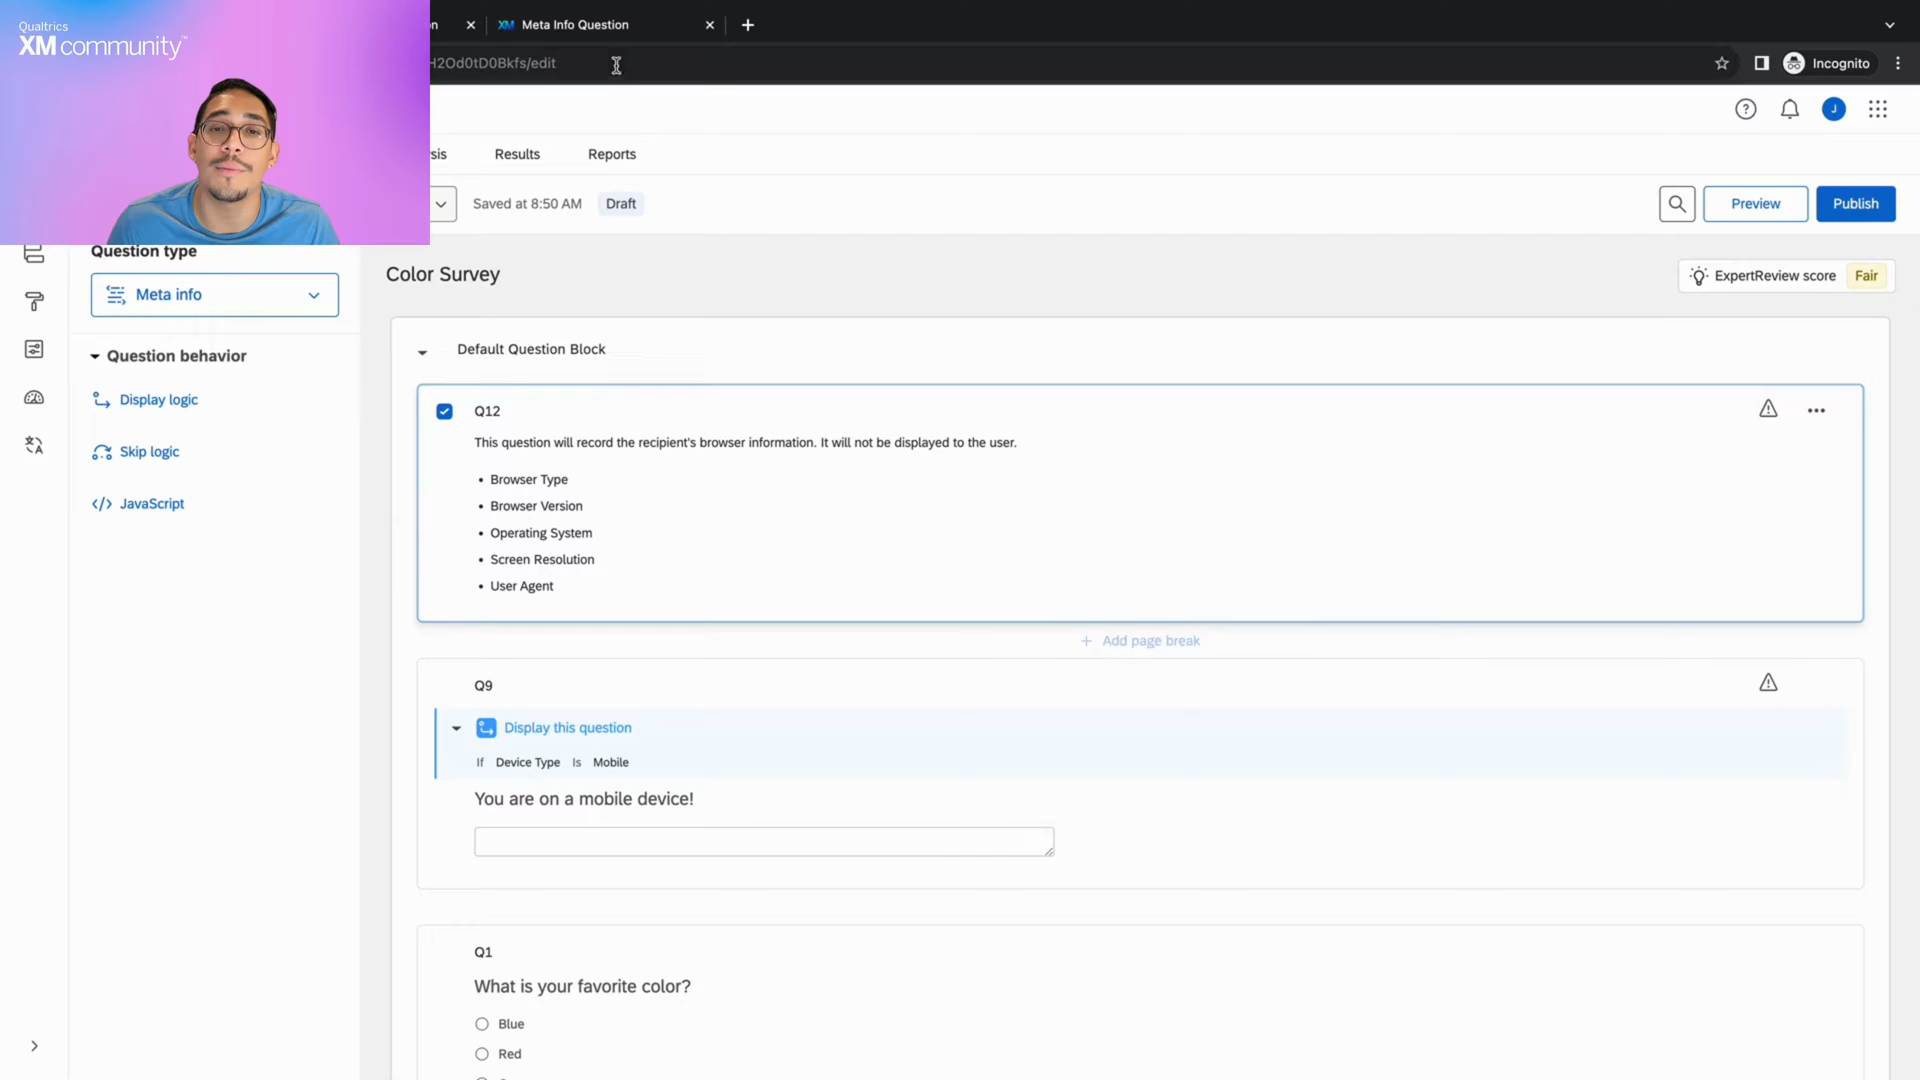 Qualtrics
XM community™
on
Meta Info Question
H2Od0tD0Bkfs/edit
Incognito
J
sis
Results
Reports
Saved at 8:50 AM
Draft
Preview
Publish
Question type
Meta info
Question behavior
Display logic
Skip logic
JavaScript
Color Survey
ExpertReview score
Fair
Default Question Block
Q12
This question will record the recipient's browser information. It will not be displayed to the user.
• Browser Type
• Browser Version
• Operating System
• Screen Resolution
• User Agent
+ Add page break
Q9
Display this question
If Device Type Is Mobile
You are on a mobile device!
Q1
What is your favorite color?
Blue
Red